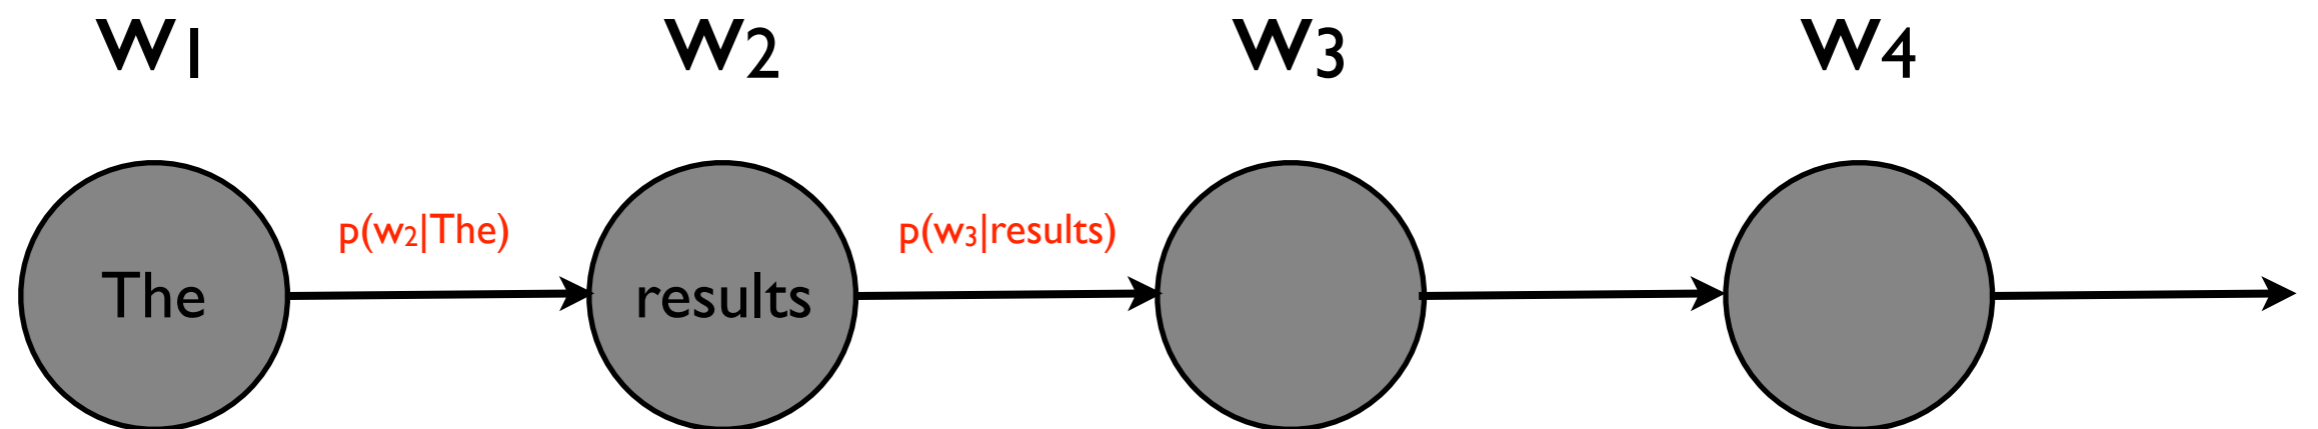 w1 w2 w3 w4
p(w2|The) p(w3|results)
The results